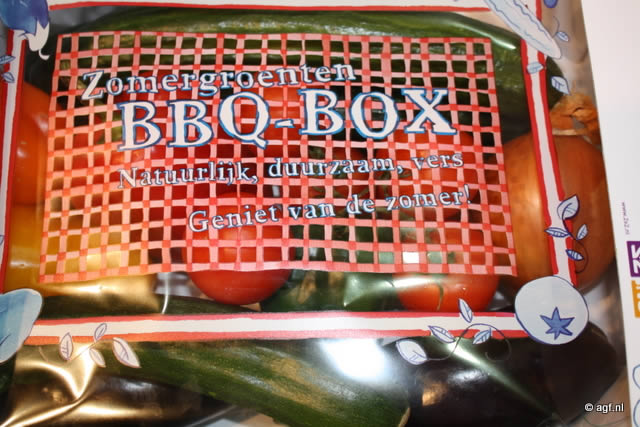 Zomergroenten
BBQ-BOX
Natuurlijk, duurzaam, vers
Geniet van de zomer!
© agf.nl